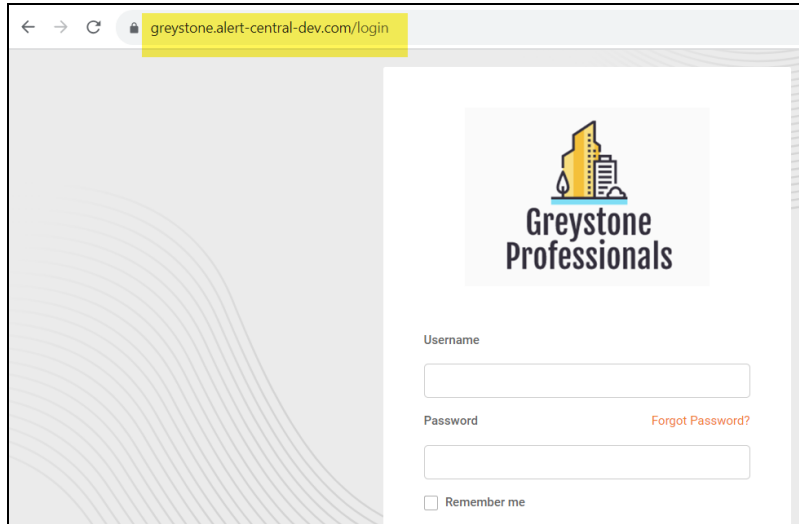 greystone.alert-central-dev.com/login
Greystone
Professionals
Username
Password Forgot Password?
Remember me